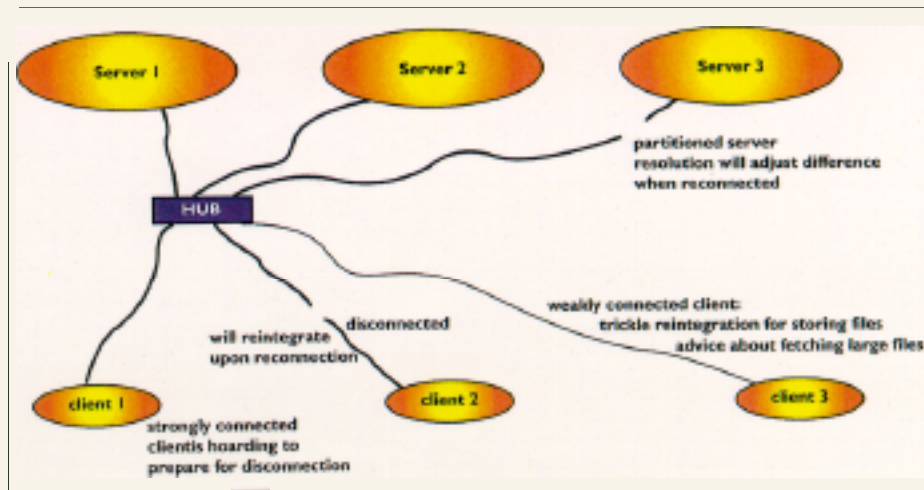 Server 1
Server 2
Server 3
partitioned server
resolution will adjust difference
when reconnected
HUB
weakly connected client:
trickle reintegration for storing files
advice about fetching large files
disconnected
will reintegrate
upon reconnection
client 1
client 2
client 3
strongly connected
clientis hoarding to
prepare for disconnection